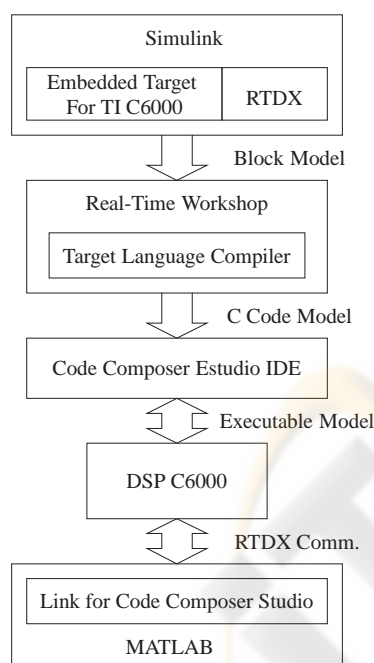 Simulink
Embedded Target
For TI C6000
RTDX
Block Model
Real-Time Workshop
Target Language Compiler
C Code Model
Code Composer Estudio IDE
Executable Model
DSP C6000
RTDX Comm.
Link for Code Composer Studio
MATLAB